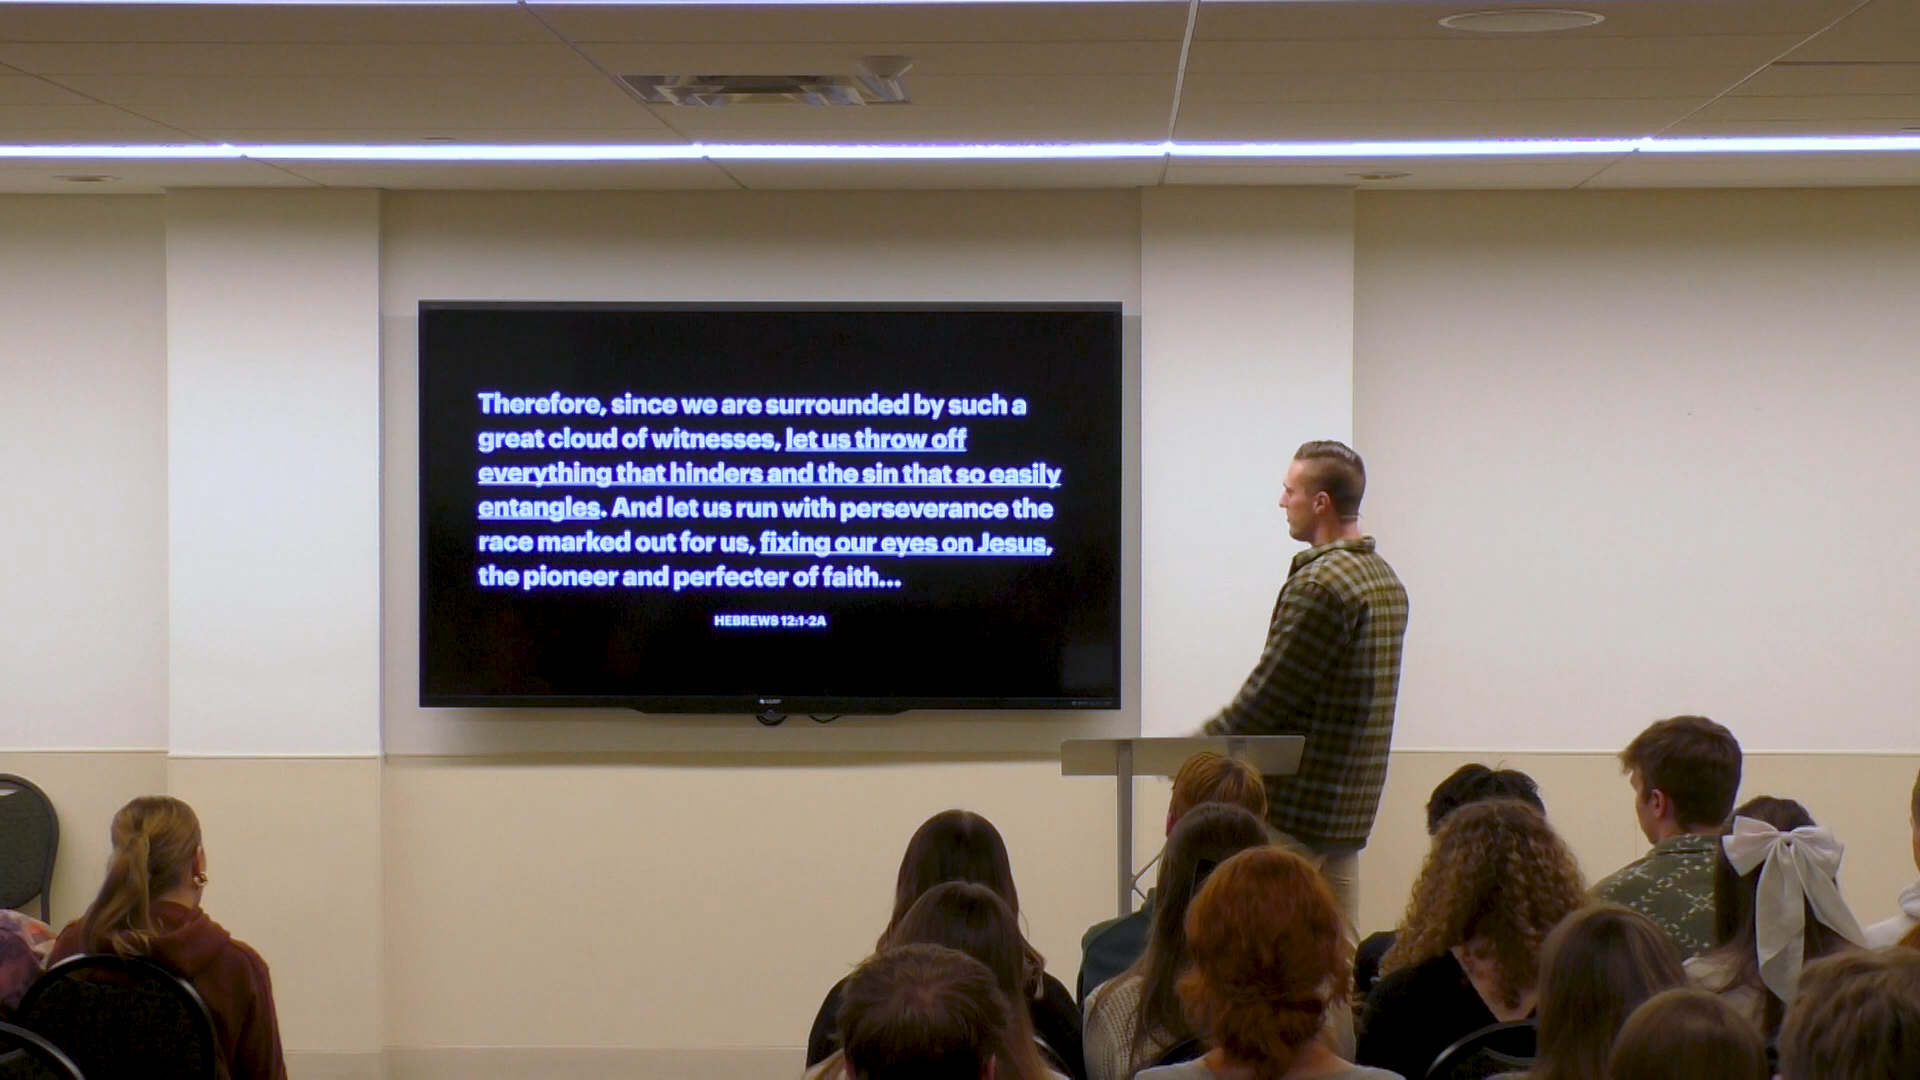 Therefore, since we are surrounded by such a
great cloud of witnesses, let us throw off
everything that hinders and the sin that so easily
entangles. And let us run with perseverance the
race marked out for us, fixing our eyes on Jesus,
the pioneer and perfecter of faith...
HEBREWS 12:1-2A